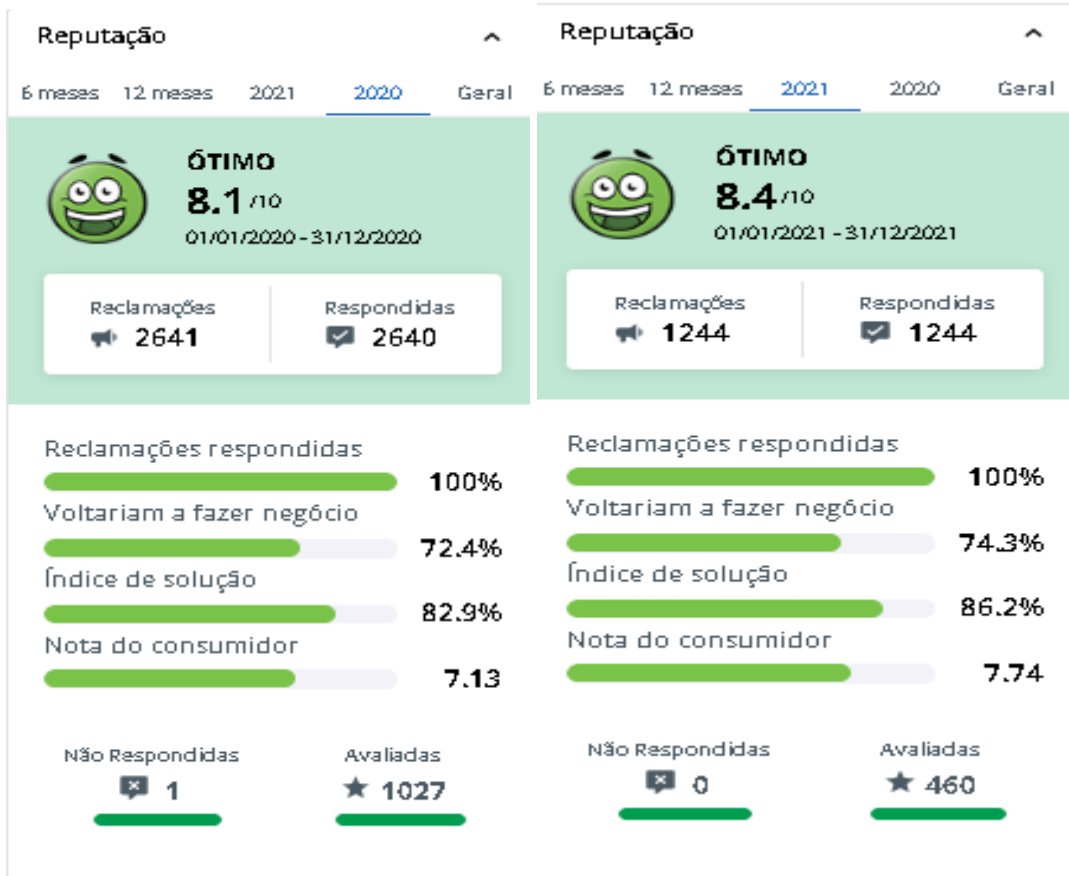 Reputação
6 meses 12 meses 2021 2020 Geral
ÓTIMO
8.1 /10
01/01/2020 - 31/12/2020
Reclamações Respondidas
2641 2640
Reclamações respondidas
100%
Voltariam a fazer negócio
72.4%
Índice de solução
82.9%
Nota do consumidor
7.13
Não Respondidas Avaliadas
1 1027
Reputação
6 meses 12 meses 2021 2020 Geral
ÓTIMO
8.4 /10
01/01/2021 - 31/12/2021
Reclamações Respondidas
1244 1244
Reclamações respondidas
100%
Voltariam a fazer negócio
74.3%
Índice de solução
86.2%
Nota do consumidor
7.74
Não Respondidas Avaliadas
0 460